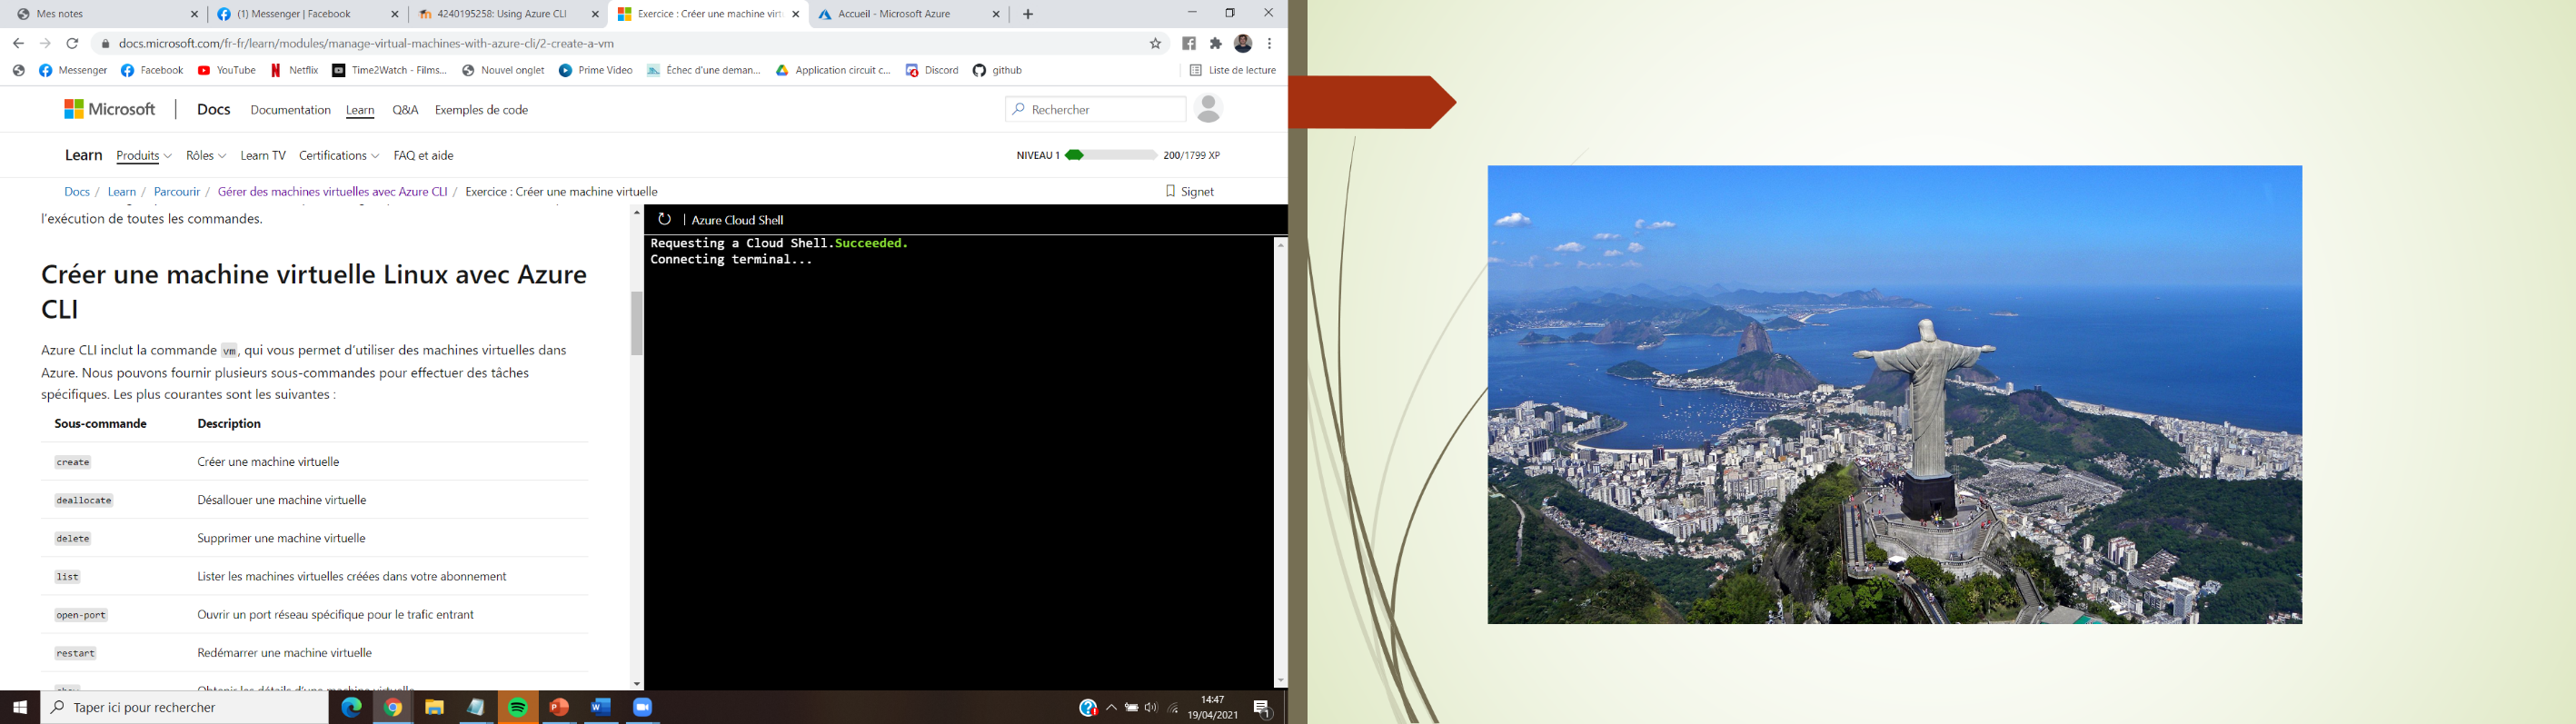 Mes notes
(1) Messenger | Facebook
4240195258: Using Azure CLI
Exercice : Créer une machine virt
Accueil - Microsoft Azure
docs.microsoft.com/fr-fr/learn/modules/manage-virtual-machines-with-azure-cli/2-create-a-vm
Messenger
Facebook
YouTube
Netflix
Time2Watch - Films...
Nouvel onglet
Prime Video
Échec d'une deman...
Application circuit c...
Discord
github
Liste de lecture
Microsoft
Docs
Documentation
Learn
Q&A
Exemples de code
Rechercher
Learn
Produits
Rôles
Learn TV
Certifications
FAQ et aide
NIVEAU 1
200/1799 XP
Docs / Learn / Parcourir / Gérer des machines virtuelles avec Azure CLI / Exercice : Créer une machine virtuelle
Signet
l'exécution de toutes les commandes.
Créer une machine virtuelle Linux avec Azure
CLI
Azure CLI inclut la commande vm, qui vous permet d'utiliser des machines virtuelles dans
Azure. Nous pouvons fournir plusieurs sous-commandes pour effectuer des tâches
spécifiques. Les plus courantes sont les suivantes :
Sous-commande Description
create Créer une machine virtuelle
deallocate Désallouer une machine virtuelle
delete Supprimer une machine virtuelle
list Lister les machines virtuelles créées dans votre abonnement
open-port Ouvrir un port réseau spécifique pour le trafic entrant
restart Redémarrer une machine virtuelle
Azure Cloud Shell
Requesting a Cloud Shell.Succeeded.
Connecting terminal...
Taper ici pour rechercher
14:47
19/04/2021
1